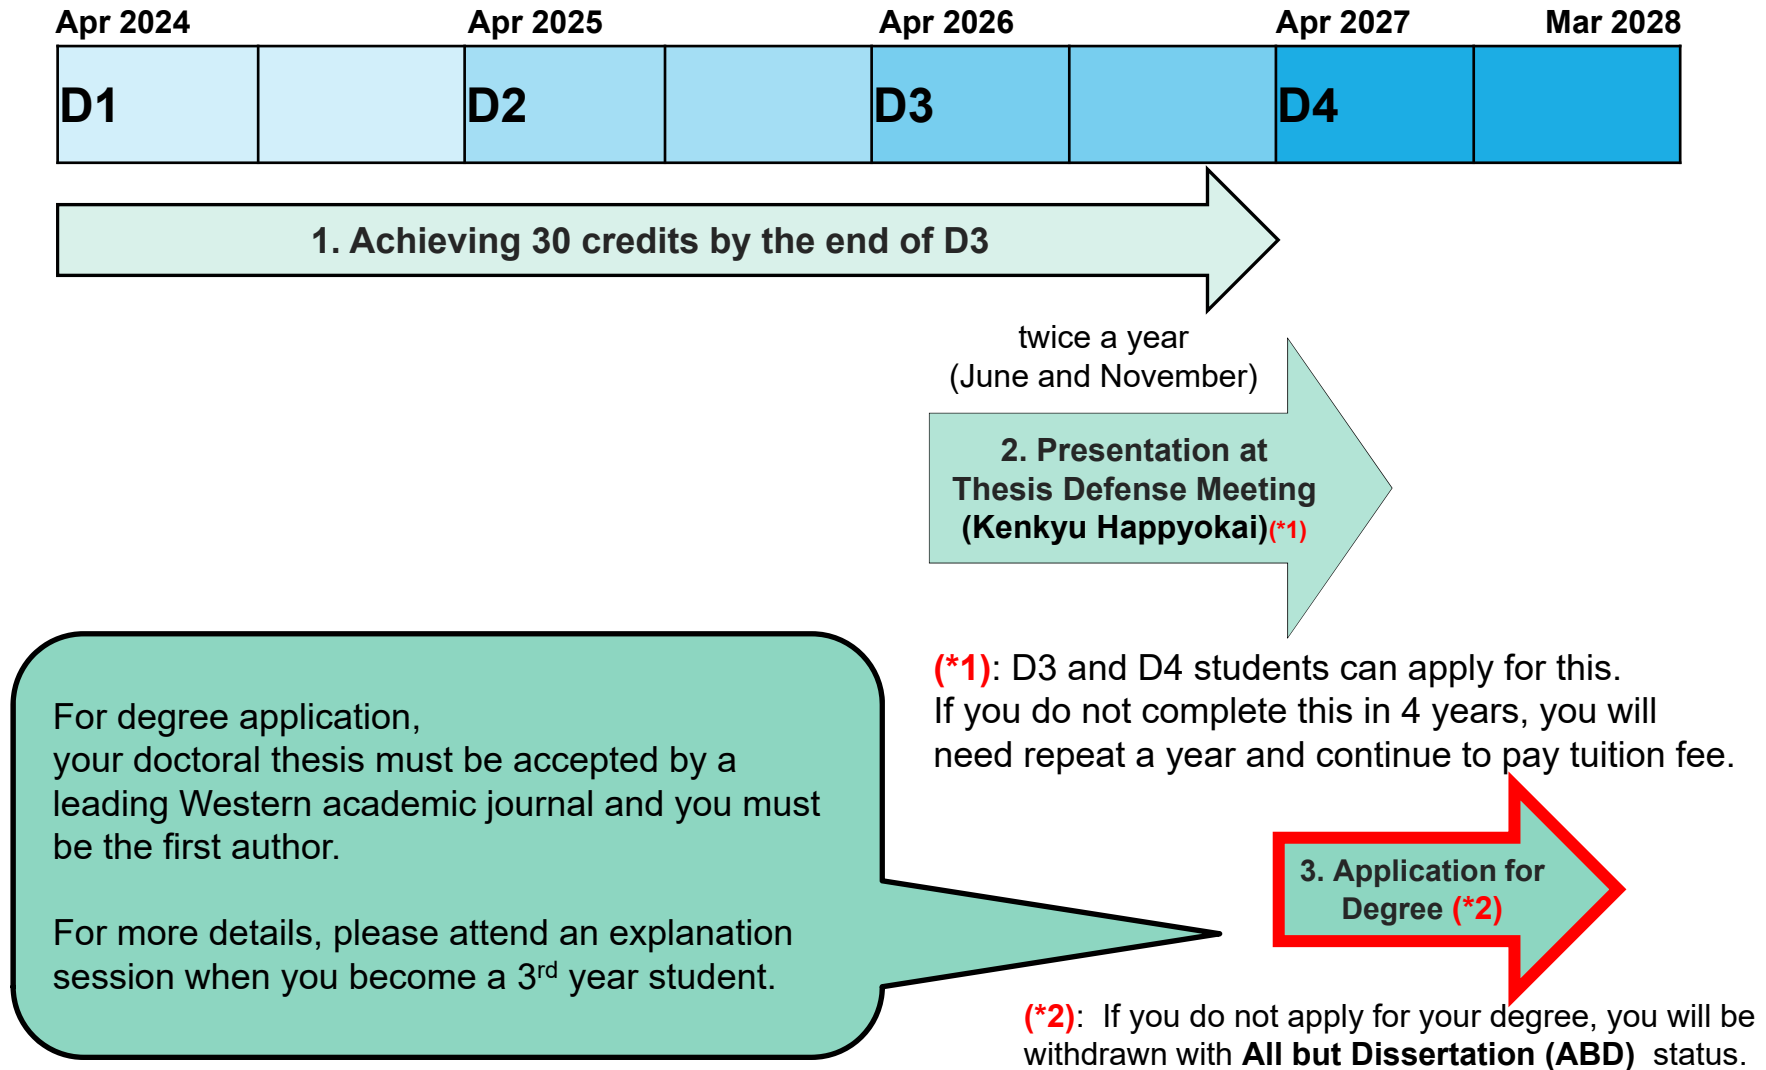 Apr 2024 Apr 2025 Apr 2026 Apr 2027 Mar 2028
D1 D2 D3 D4
1. Achieving 30 credits by the end of D3
twice a year
(June and November)
2. Presentation at
Thesis Defense Meeting
(Kenkyu Happyokai)(*1)
(*1): D3 and D4 students can apply for this.
If you do not complete this in 4 years, you will
need repeat a year and continue to pay tuition fee.
For degree application,
your doctoral thesis must be accepted by a
leading Western academic journal and you must
be the first author.
For more details, please attend an explanation
session when you become a 3rd year student.
3. Application for
Degree (*2)
(*2): If you do not apply for your degree, you will be
withdrawn with All but Dissertation (ABD) status.